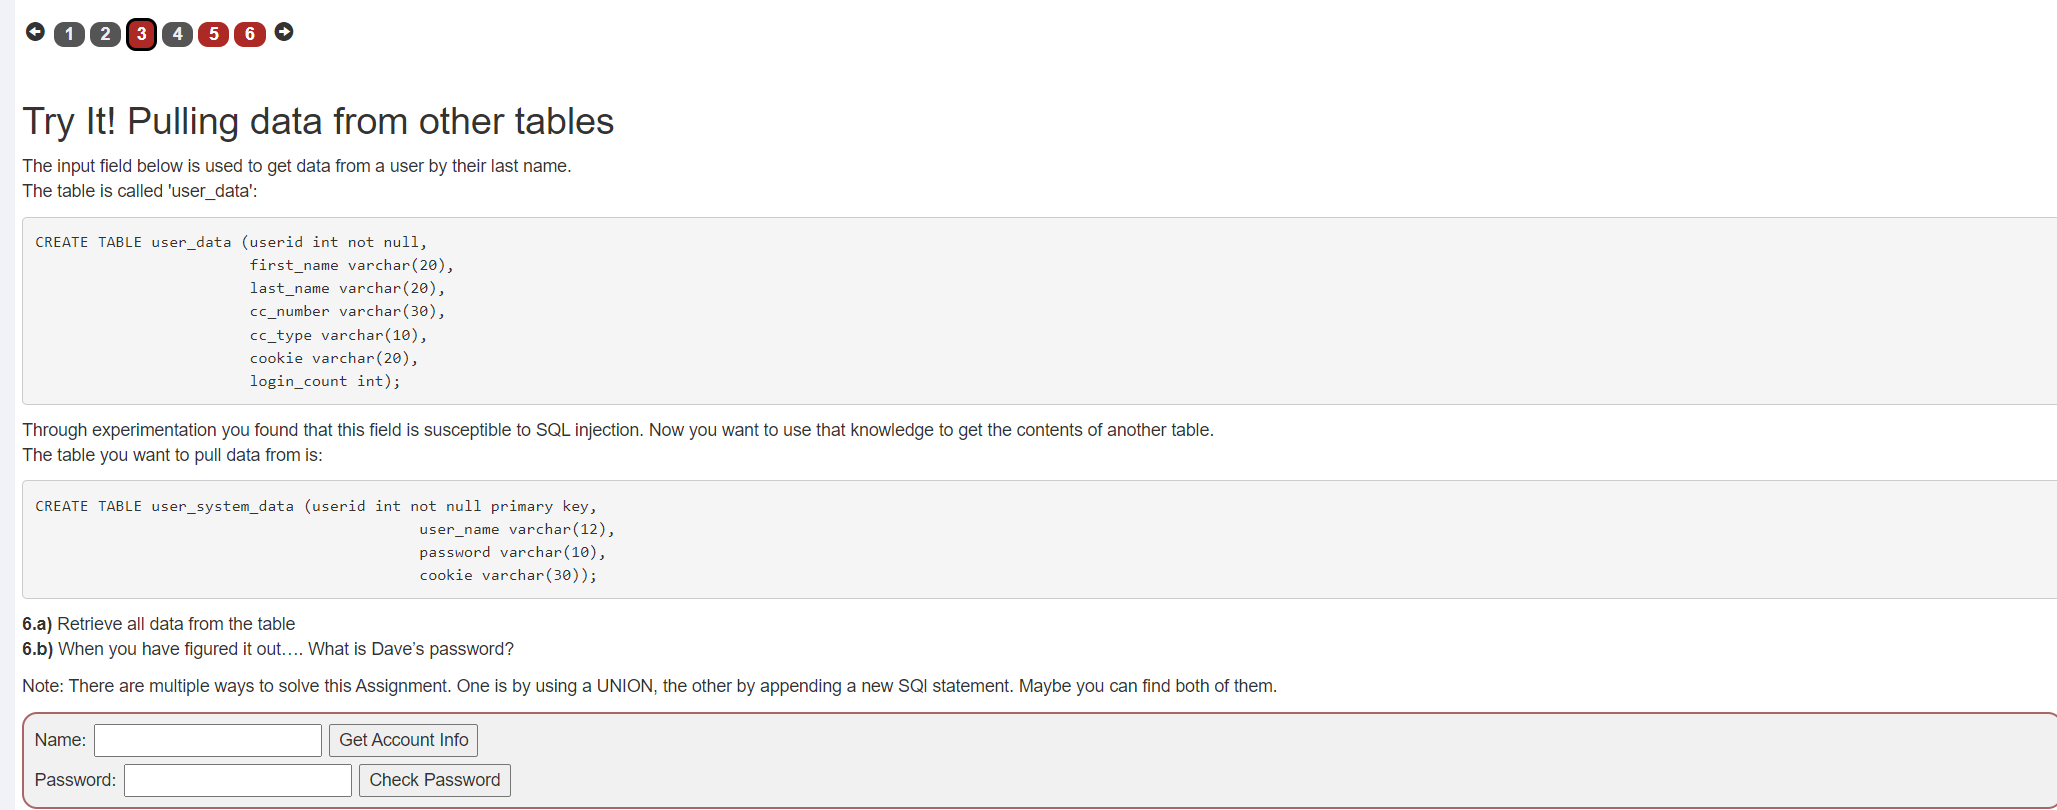 1 2 3 4 5 6
Try It! Pulling data from other tables
The input field below is used to get data from a user by their last name.
The table is called 'user_data':
CREATE TABLE user_data (userid int not null,
first_name varchar(20),
last_name varchar(20),
cc_number varchar(30),
cc_type varchar(10),
cookie varchar(20),
login_count int);
Through experimentation you found that this field is susceptible to SQL injection. Now you want to use that knowledge to get the contents of another table.
The table you want to pull data from is:
CREATE TABLE user_system_data (userid int not null primary key,
user_name varchar(12),
password varchar(10),
cookie varchar(30));
6.a) Retrieve all data from the table
6.b) When you have figured it out…. What is Dave’s password?
Note: There are multiple ways to solve this Assignment. One is by using a UNION, the other by appending a new SQl statement. Maybe you can find both of them.
Name: Get Account Info
Password: Check Password